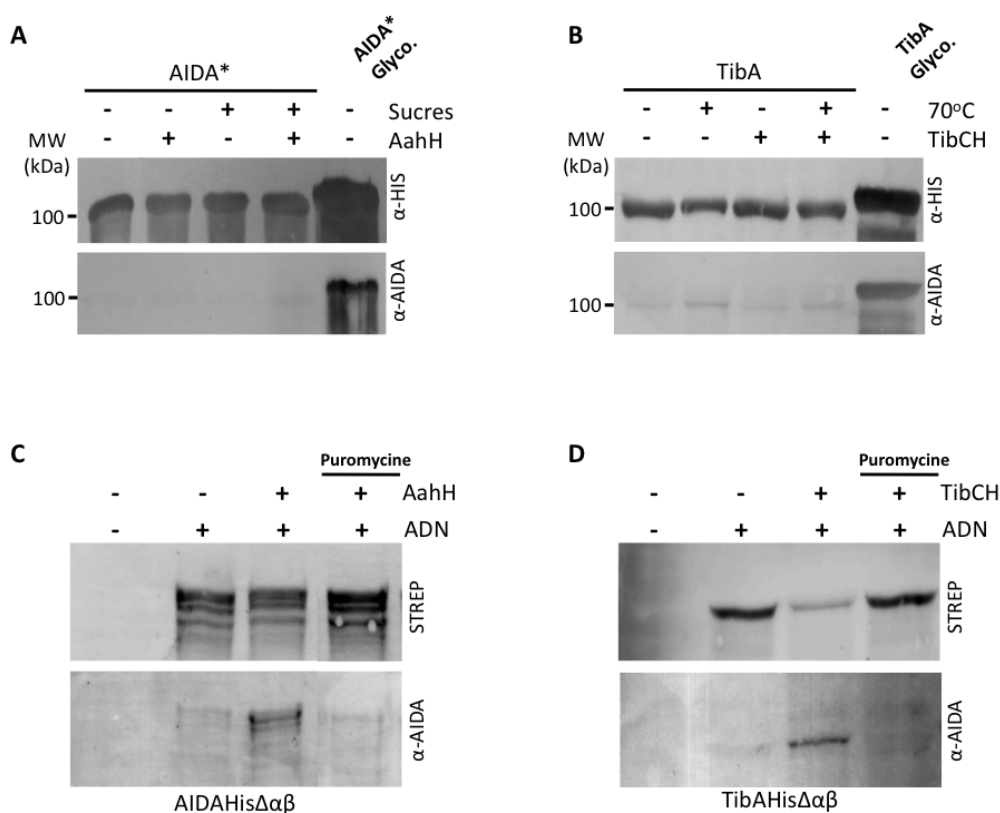 A
AIDA*
AIDA*
Glyco.
- - + + - Sucres
- + - + - AahH
MW
(kDa)
100
α-HIS
100
α-AIDA
B
TibA
TibA
Glyco.
- + - + - 70°C
- - + + - TibCH
MW
(kDa)
100
α-HIS
100
α-AIDA
C
Puromycine
- - + + AahH
- + + + ADN
STREP
α-AIDA
AIDAHisΔαβ
D
Puromycine
- - + + TibCH
- + + + ADN
STREP
α-AIDA
TibAHisΔαβ